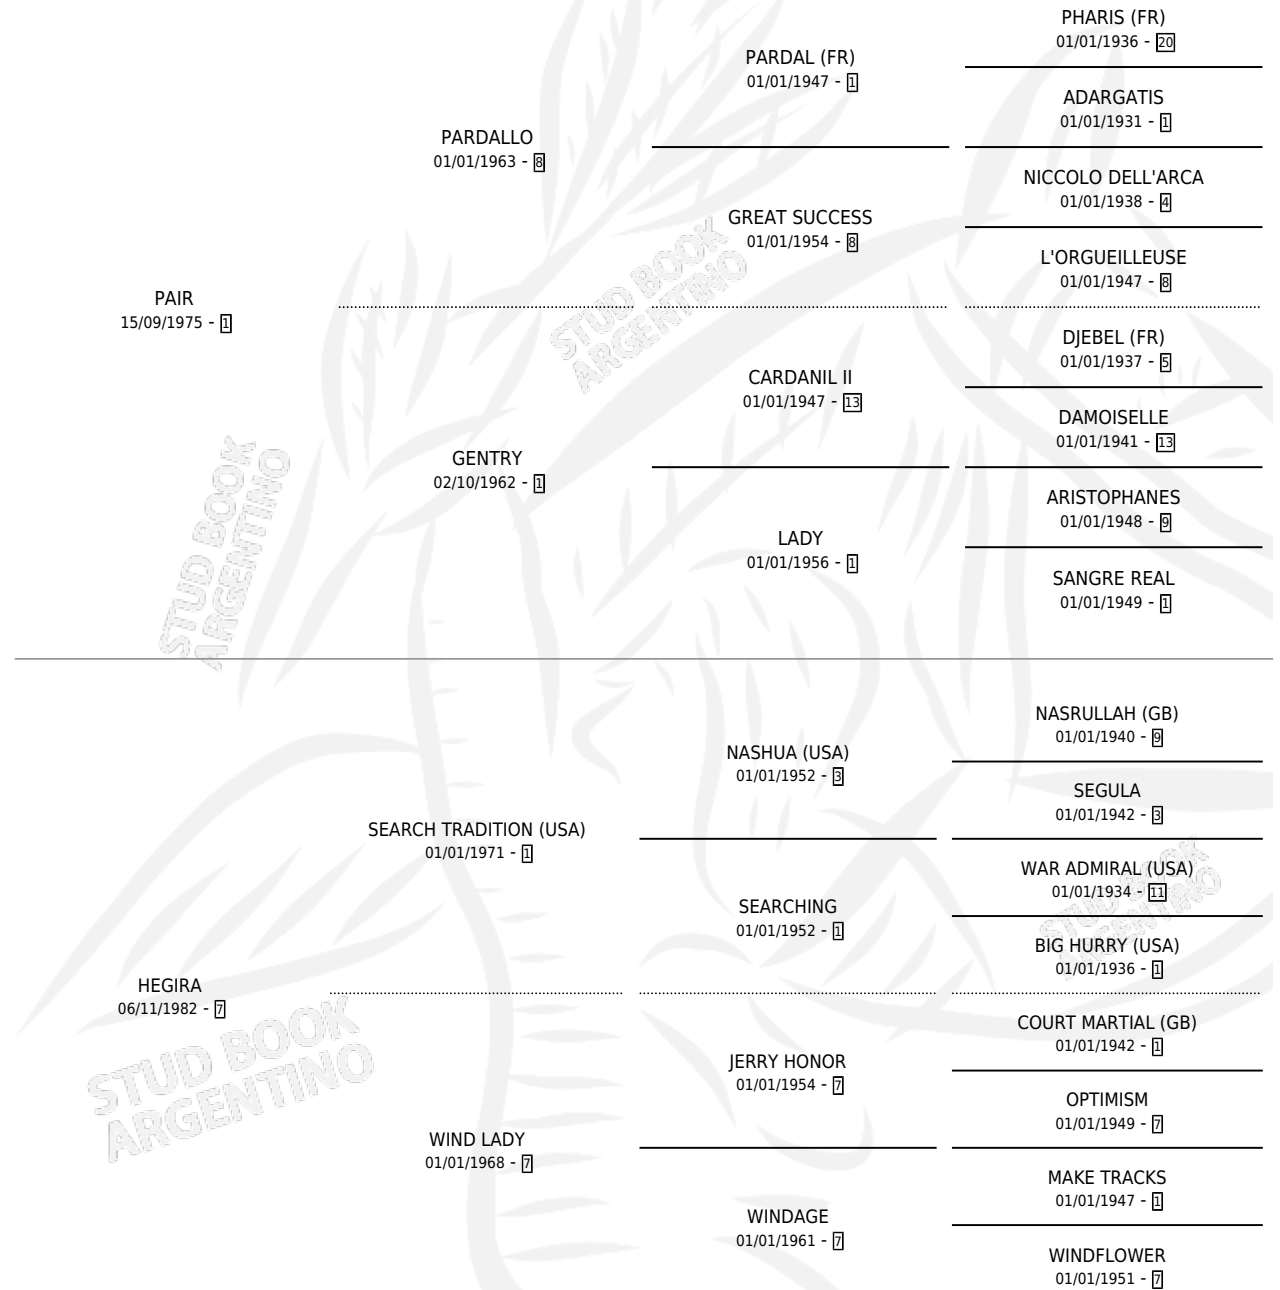 PHARIS (FR)
01/01/1936 - 20
PARDAL (FR)
01/01/1947 - 1
ADARGATIS
01/01/1931 - 1
PARDALLO
01/01/1963 - 8
NICCOLO DELL'ARCA
01/01/1938 - 4
GREAT SUCCESS
01/01/1954 - 8
L'ORGUEILLEUSE
01/01/1947 - 8
PAIR
15/09/1975 - 1
DJEBEL (FR)
01/01/1937 - 5
CARDANIL II
01/01/1947 - 13
DAMOISELLE
01/01/1941 - 13
GENTRY
02/10/1962 - 1
ARISTOPHANES
01/01/1948 - 9
LADY
01/01/1956 - 1
SANGRE REAL
01/01/1949 - 1
STUD BOOK
ARGENTINO
STUD BOOK
ARGENTINO
NASRULLAH (GB)
01/01/1940 - 9
NASHUA (USA)
01/01/1952 - 3
SEGULA
01/01/1942 - 3
SEARCH TRADITION (USA)
01/01/1971 - 1
WAR ADMIRAL (USA)
01/01/1934 - 11
SEARCHING
01/01/1952 - 1
BIG HURRY (USA)
01/01/1936 - 1
HEGIRA
06/11/1982 - 7
COURT MARTIAL (GB)
01/01/1942 - 1
JERRY HONOR
01/01/1954 - 7
OPTIMISM
01/01/1949 - 7
WIND LADY
01/01/1968 - 7
MAKE TRACKS
01/01/1947 - 1
WINDAGE
01/01/1961 - 7
WINDFLOWER
01/01/1951 - 7
STUD BOOK
ARGENTINO
STUD BOOK
ARGENTINO